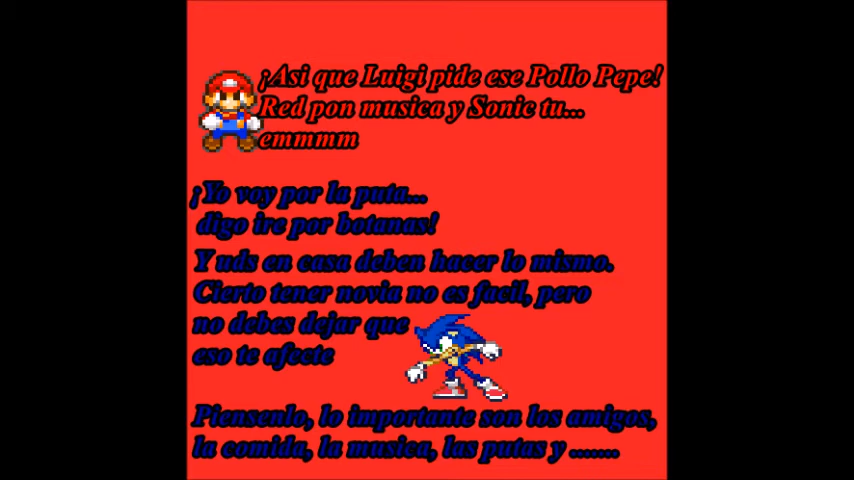 ¡Asi que Luigi pide ese Pollo Pepe!
Red pon musica y Sonic tu...
emmmm
¡Yo voy por la puta...
digo ire por botanas!
Y uds en casa deben hacer lo mismo.
Cierto tener novia no es facil, pero
no debes dejar que
eso te afecte
Piensenlo, lo importante son los amigos,
la comida, la musica, las putas y .......